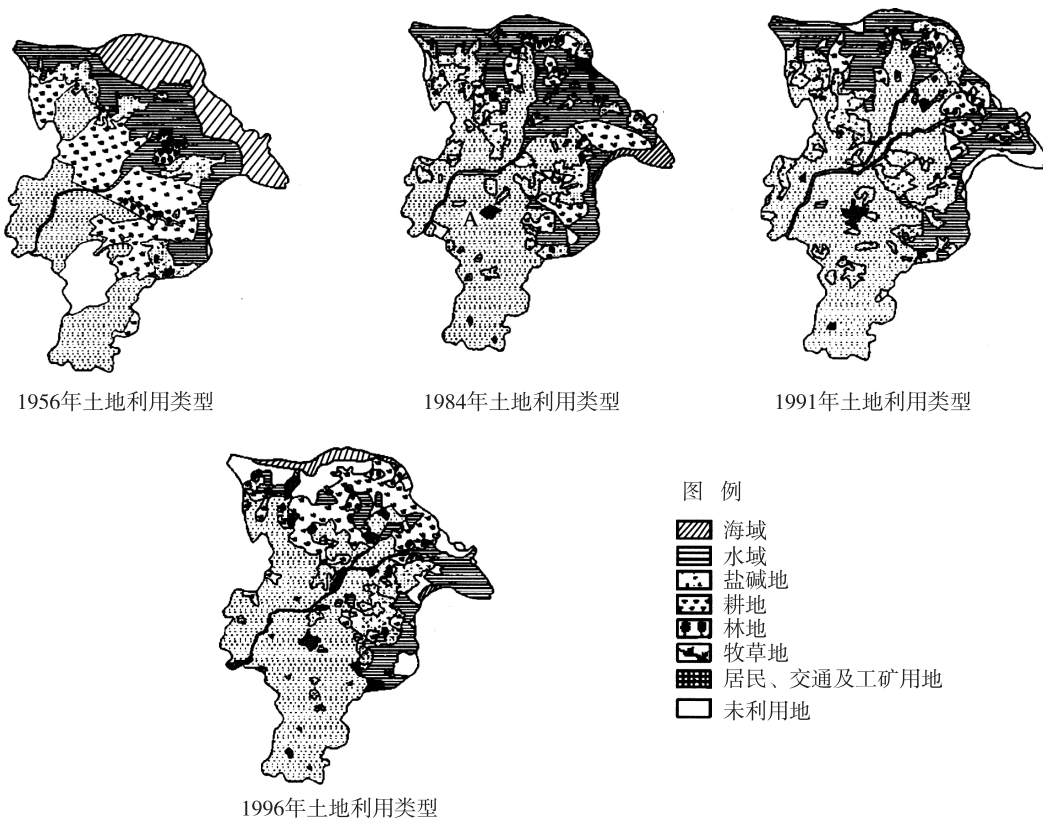 A
1956年土地利用类型
1984年土地利用类型
1991年土地利用类型
1996年土地利用类型
图 例
海域
水域
盐碱地
耕地
林地
牧草地
居民、交通及工矿用地
未利用地